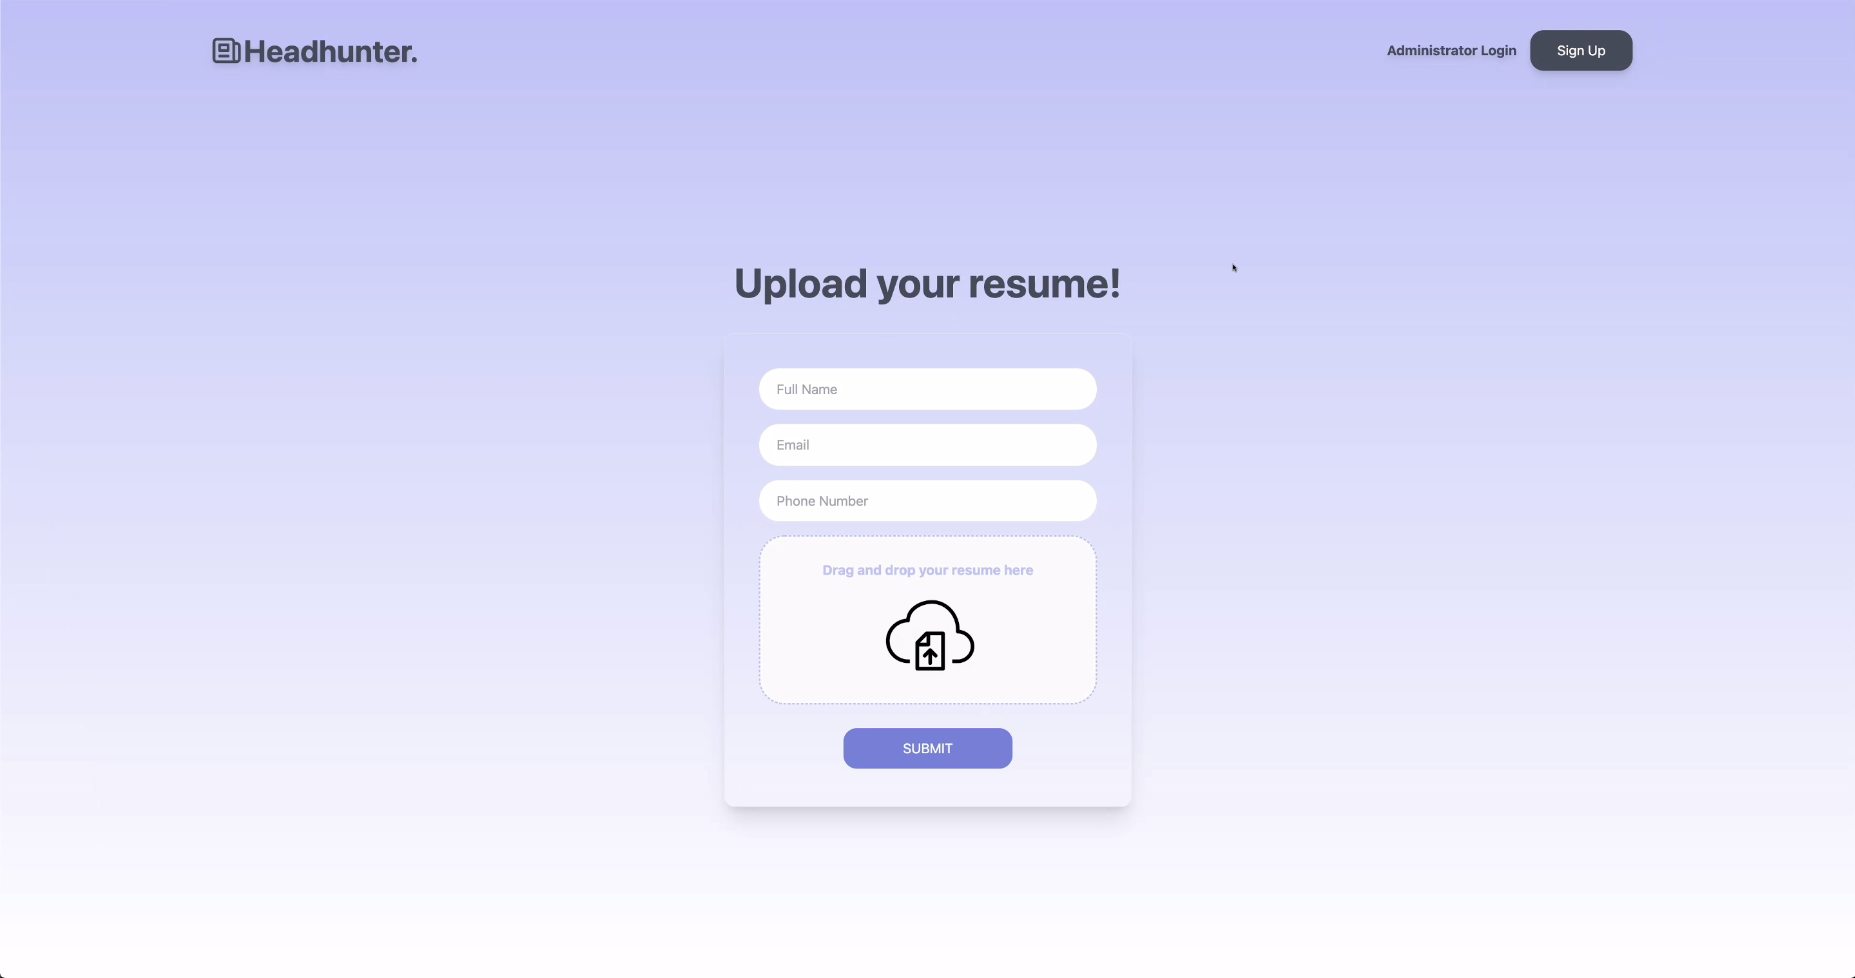 Headhunter.
Administrator Login
Sign Up
Upload your resume!
Full Name
Email
Phone Number
Drag and drop your resume here
SUBMIT